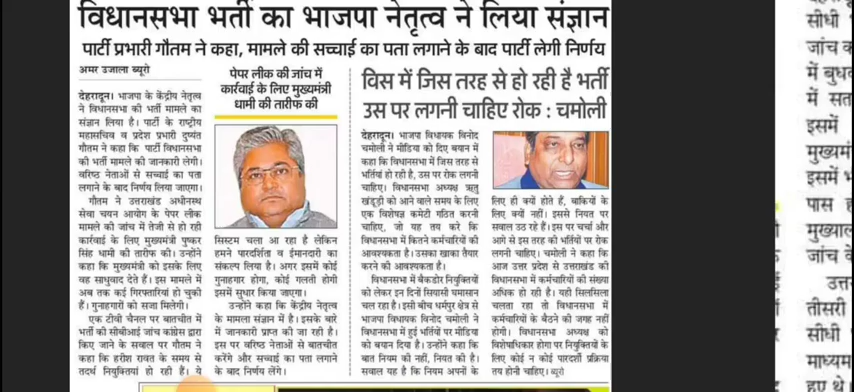 विधानसभा भर्ती का भाजपा नेतृत्व ने लिया संज्ञान
पार्टी प्रभारी गौतम ने कहा, मामले की सच्चाई का पता लगाने के बाद पार्टी लेगी निर्णय
अमर उजाला ब्यूरो
देहरादून। भाजपा के केंद्रीय नेतृत्व
ने विधानसभा की भर्ती मामले का
संज्ञान लिया है। पार्टी के राष्ट्रीय
महासचिव व प्रदेश प्रभारी दुष्यंत
गौतम ने कहा कि पार्टी विधानसभा
की भर्ती मामले की जानकारी लेगी।
वरिष्ठ नेताओं से सच्चाई का पता
लगाने के बाद निर्णय लिया जाएगा।
गौतम ने उत्तराखंड अधीनस्थ
सेवा चयन आयोग के पेपर लीक
मामले की जांच में तेजी से हो रही
कार्रवाई के लिए मुख्यमंत्री पुष्कर
सिंह धामी की तारीफ की। उन्होंने
कहा कि मुख्यमंत्री को इसके लिए
वह साधुवाद देते हैं। इस मामले में
अब तक कई गिरफ्तारियां हो चुकी
हैं। गुनाहगारों को सजा मिलेगी।
एक टीवी चैनल पर बातचीत में
भर्ती की सीबीआई जांच कांग्रेस द्वारा
किए जाने के सवाल पर गौतम ने
कहा कि हरीश रावत के समय से
तदर्थ नियुक्तियां हो रही हैं। ये
पेपर लीक की जांच में
कार्रवाई के लिए मुख्यमंत्री
धामी की तारीफ की
सिस्टम चला आ रहा है लेकिन
हमने पारदर्शिता व ईमानदारी का
संकल्प लिया है। अगर इसमें कोई
गुनाहगार होगा, कोई गलती होगी
इसमें सुधार किया जाएगा।
उन्होंने कहा कि केंद्रीय नेतृत्व
के मामला संज्ञान में है। इसके बारे
में जानकारी प्राप्त की जा रही है।
इस पर वरिष्ठ नेताओं से बातचीत
करेंगे और सच्चाई का पता लगाने
के बाद निर्णय लेंगे।
विस में जिस तरह से हो रही है भर्ती
उस पर लगनी चाहिए रोक : चमोली
देहरादून। भाजपा विधायक विनोद
चमोली ने मीडिया को दिए बयान में
कहा कि विधानसभा में जिस तरह से
भर्तियां हो रही है, उस पर रोक लगनी
चाहिए। विधानसभा अध्यक्ष ऋतु
खंडूड़ी को आने वाले समय के लिए
एक विशेषज्ञ कमेटी गठित करनी
चाहिए, जो यह तय करे कि
विधानसभा में कितने कर्मचारियों की
आवश्यकता है। उसका खाका तैयार
करने की आवश्यकता है।
विधानसभा में बैकडोर नियुक्तियों
को लेकर इन दिनों सियासी घमासान
चल रहा है। इसी बीच धर्मपुर क्षेत्र से
भाजपा विधायक विनोद चमोली ने
विधानसभा में हुई भर्तियों पर मीडिया
को बयान दिया है। उन्होंने कहा कि
बात नियम की नहीं, नियत की है।
सवाल यह है कि नियम अपनों के
लिए ही क्यों होते हैं, बाकियों के
लिए क्यों नहीं। इससे नियत पर
सवाल उठ रहे हैं। इस पर चर्चा और
आगे से इस तरह की भर्तियों पर रोक
लगनी चाहिए। चमोली ने कहा कि
आज उत्तर प्रदेश से उत्तराखंड की
विधानसभा में कर्मचारियों की संख्या
अधिक हो रही है। यही सिलसिला
चलता रहा तो विधानसभा में
कर्मचारियों के बैठने की जगह नहीं
होगी। विधानसभा अध्यक्ष को
विशेषाधिकार होगा पर नियुक्तियों के
लिए कोई न कोई पारदर्शी प्रक्रिया
तय होनी चाहिए। ब्यूरो
सीधी
जांच क
में बुध
में सत
इसमें
मुख्यमं
इसमें भ
पास ह
मुख्याल
जांच के
उत्त
तीसरी
सीधी
माध्यम
हुए थे